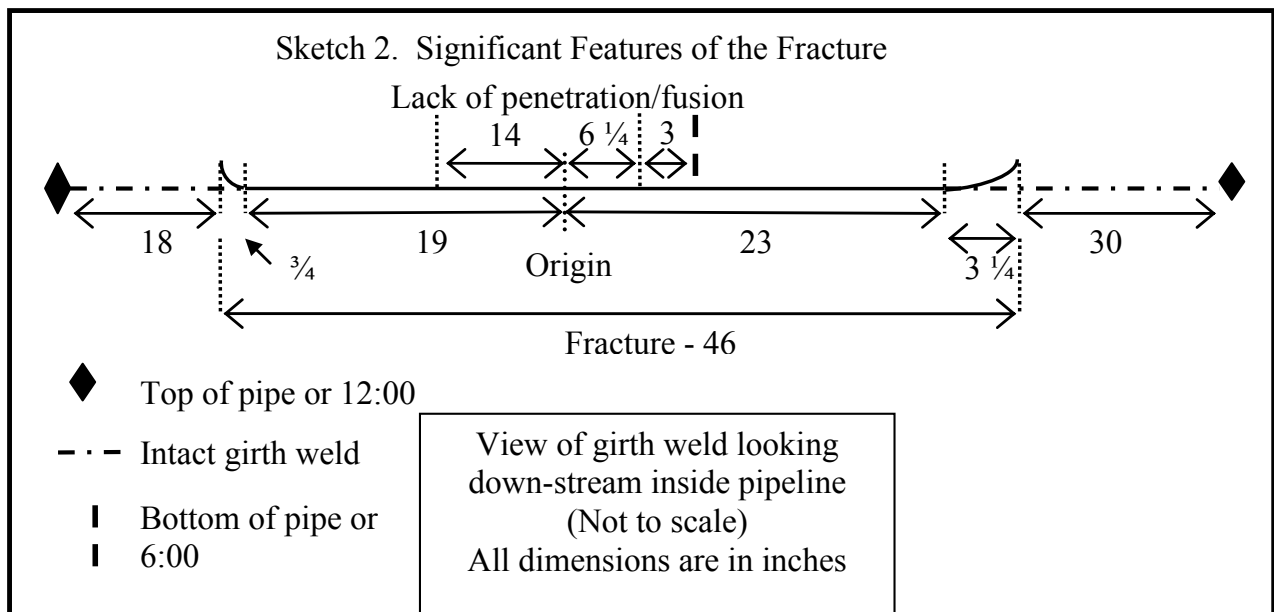 Sketch 2. Significant Features of the Fracture
Lack of penetration/fusion
14 6 ¼ 3
18 ¾ 19 Origin 23 3 ¼ 30
Fracture - 46
Top of pipe or 12:00
Intact girth weld
Bottom of pipe or
6:00
View of girth weld looking
down-stream inside pipeline
(Not to scale)
All dimensions are in inches